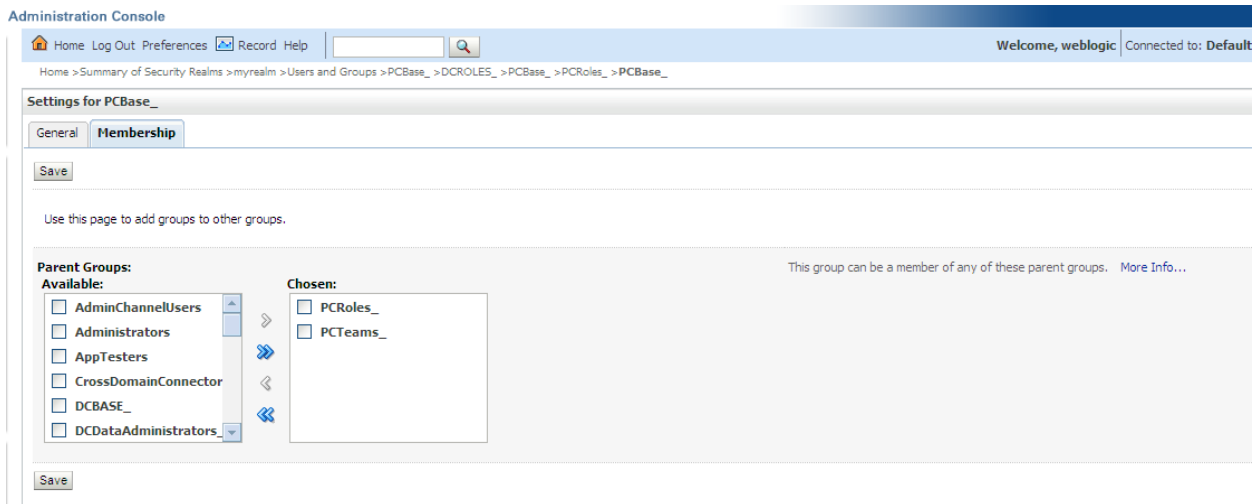 Administration Console
Home Log Out Preferences Record Help
Welcome, weblogic Connected to: Default
Home >Summary of Security Realms >myrealm >Users and Groups >PCBase_ >DCROLES_ >PCBase_ >PCRoles_ >PCBase_
Settings for PCBase_
General Membership
Save
Use this page to add groups to other groups.
Parent Groups:
This group can be a member of any of these parent groups. More Info...
Available: Chosen:
AdminChannelUsers PCRoles_
Administrators PCTeams_
AppTesters
CrossDomainConnector
DCBASE_
DCDataAdministrators_
Save